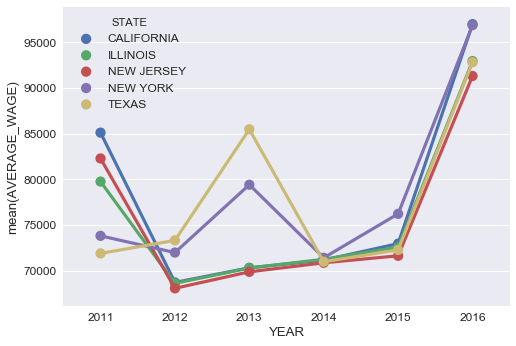 STATE
CALIFORNIA
ILLINOIS
NEW JERSEY
NEW YORK
TEXAS
mean(AVERAGE_WAGE)
95000
90000
85000
80000
75000
70000
2011 2012 2013 2014 2015 2016
YEAR